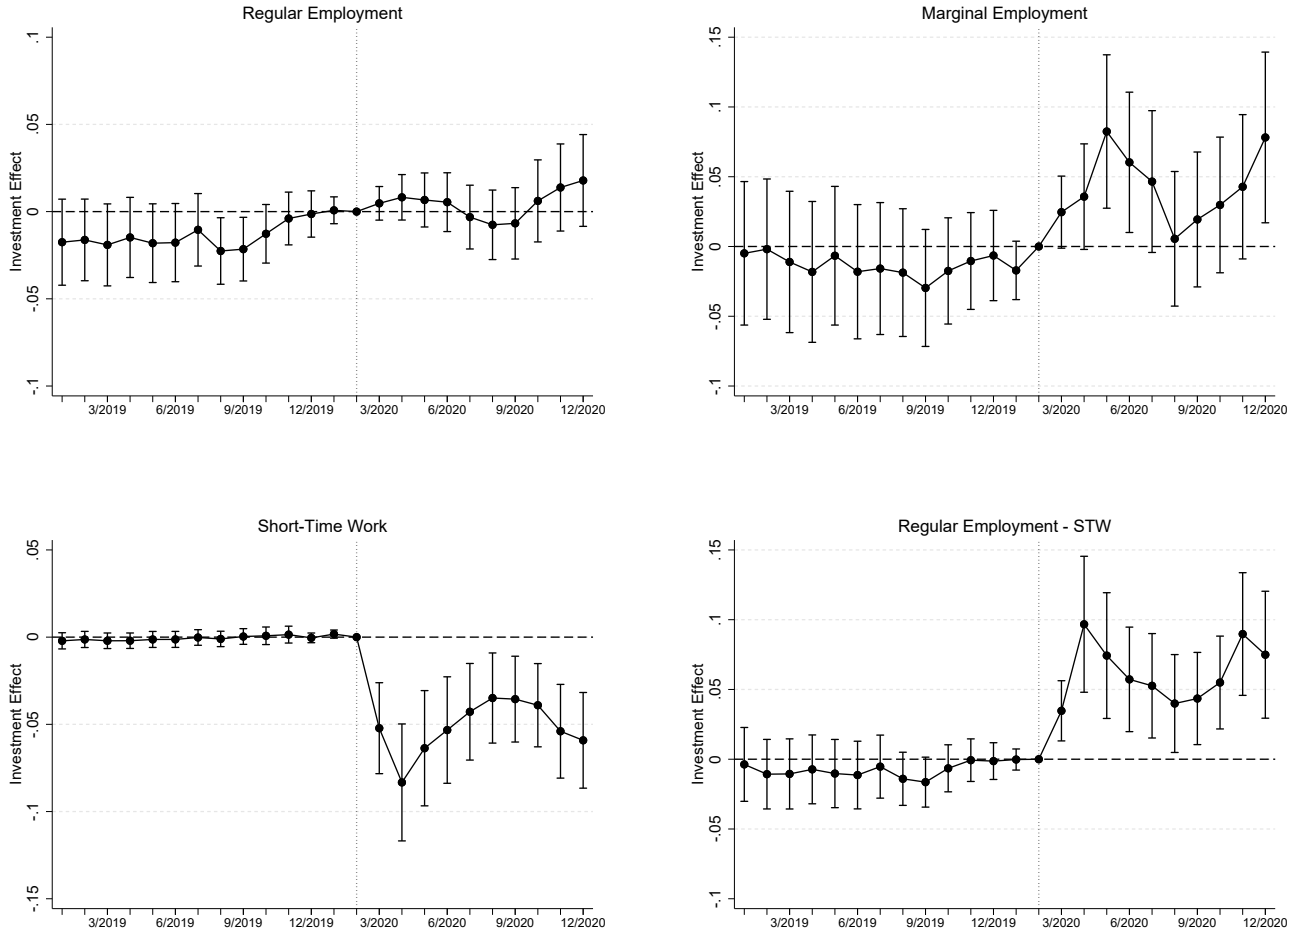 Regular Employment
Investment Effect
.1
.05
0
-.05
-.1
3/2019 6/2019 9/2019 12/2019 3/2020 6/2020 9/2020 12/2020
Marginal Employment
Investment Effect
.15
.1
.05
0
-.05
-.1
3/2019 6/2019 9/2019 12/2019 3/2020 6/2020 9/2020 12/2020
Short-Time Work
Investment Effect
.05
0
-.05
-.1
-.15
3/2019 6/2019 9/2019 12/2019 3/2020 6/2020 9/2020 12/2020
Regular Employment - STW
Investment Effect
.15
.1
.05
0
-.05
-.1
3/2019 6/2019 9/2019 12/2019 3/2020 6/2020 9/2020 12/2020